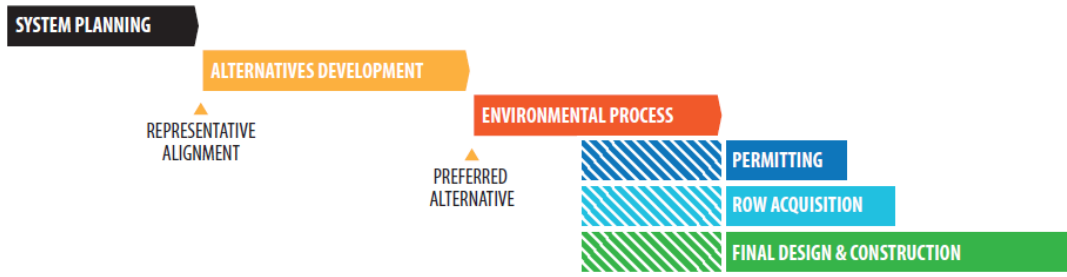 SYSTEM PLANNING
ALTERNATIVES DEVELOPMENT
REPRESENTATIVE
ALIGNMENT
ENVIRONMENTAL PROCESS
PREFERRED
ALTERNATIVE
PERMITTING
ROW ACQUISITION
FINAL DESIGN & CONSTRUCTION